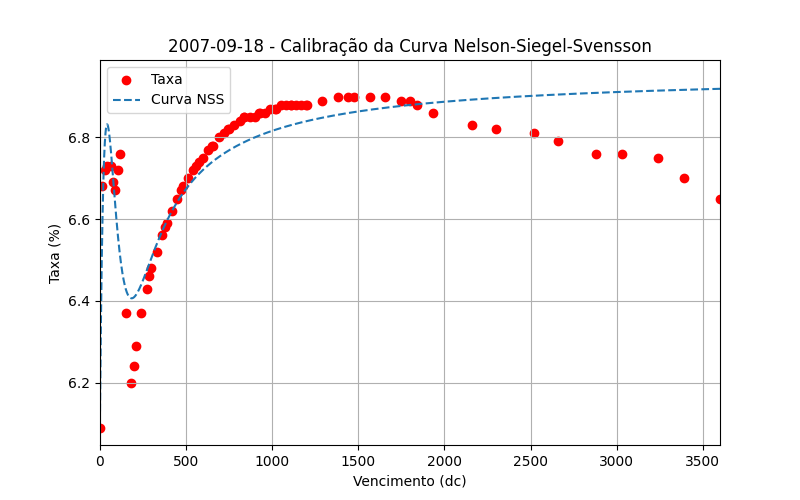 2007-09-18 - Calibração da Curva Nelson-Siegel-Svensson
Taxa
Curva NSS
Taxa (%)
6.8
6.6
6.4
6.2
0 500 1000 1500 2000 2500 3000 3500
Vencimento (dc)